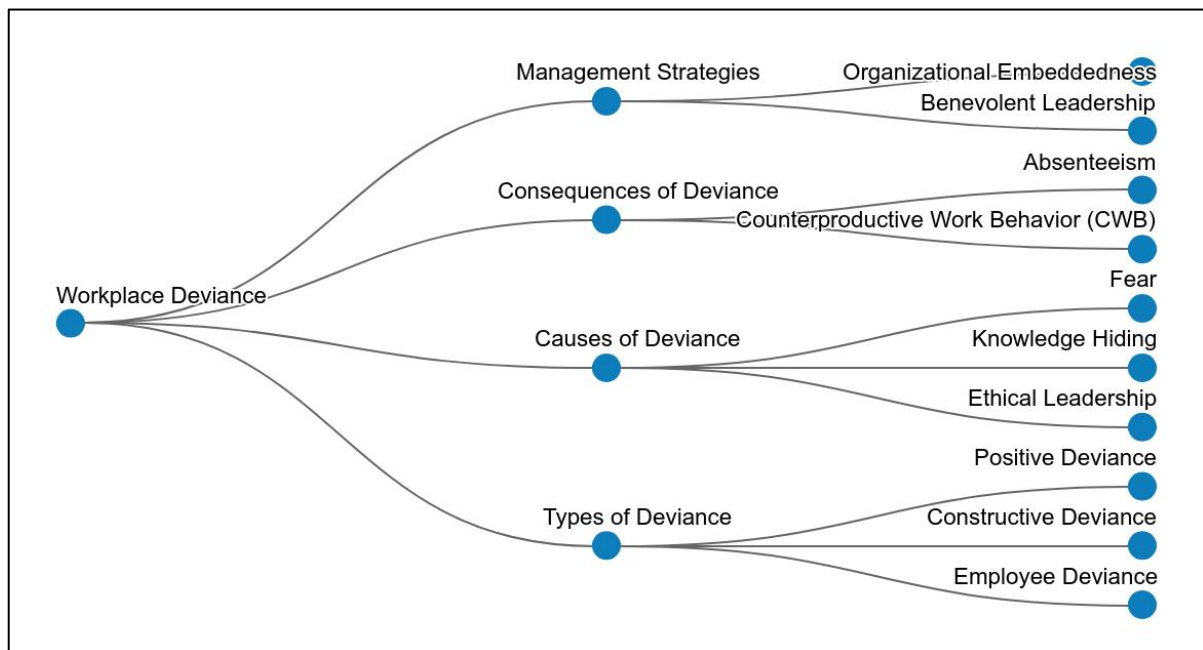 Management Strategies
Organizational Embeddedness
Benevolent Leadership
Absenteeism
Consequences of Deviance
Counterproductive Work Behavior (CWB)
Fear
Workplace Deviance
Causes of Deviance
Knowledge Hiding
Ethical Leadership
Positive Deviance
Types of Deviance
Constructive Deviance
Employee Deviance